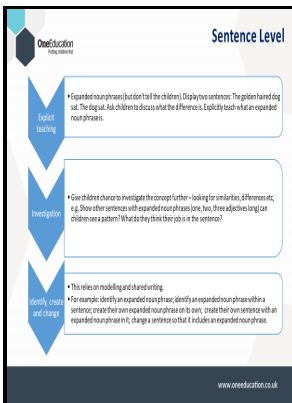 OneEducation
Putting children first
Sentence Level
Explicit
teaching
• Expanded noun phrases (but don't tell the children). Display two sentences: The golden haired dog
sat. The dog sat. Ask children to discuss what the difference is. Explicitly teach what an expanded
noun phrase is.
Investigation
• Give children chance to investigate the concept further – looking for similarities, differences etc,
e.g. Show other sentences with expanded noun phrases (one, two, three adjectives long) can
children see a pattern? What do they think their job is in the sentence?
Identify, create
and change
• This relies on modelling and shared writing.
• For example: identify an expanded noun phrase; identify an expanded noun phrase within a
sentence; create their own expanded noun phrase on its own; create their own sentence with an
expanded noun phrase in it; change a sentence so that it includes an expanded noun phrase.
www.oneeducation.co.uk